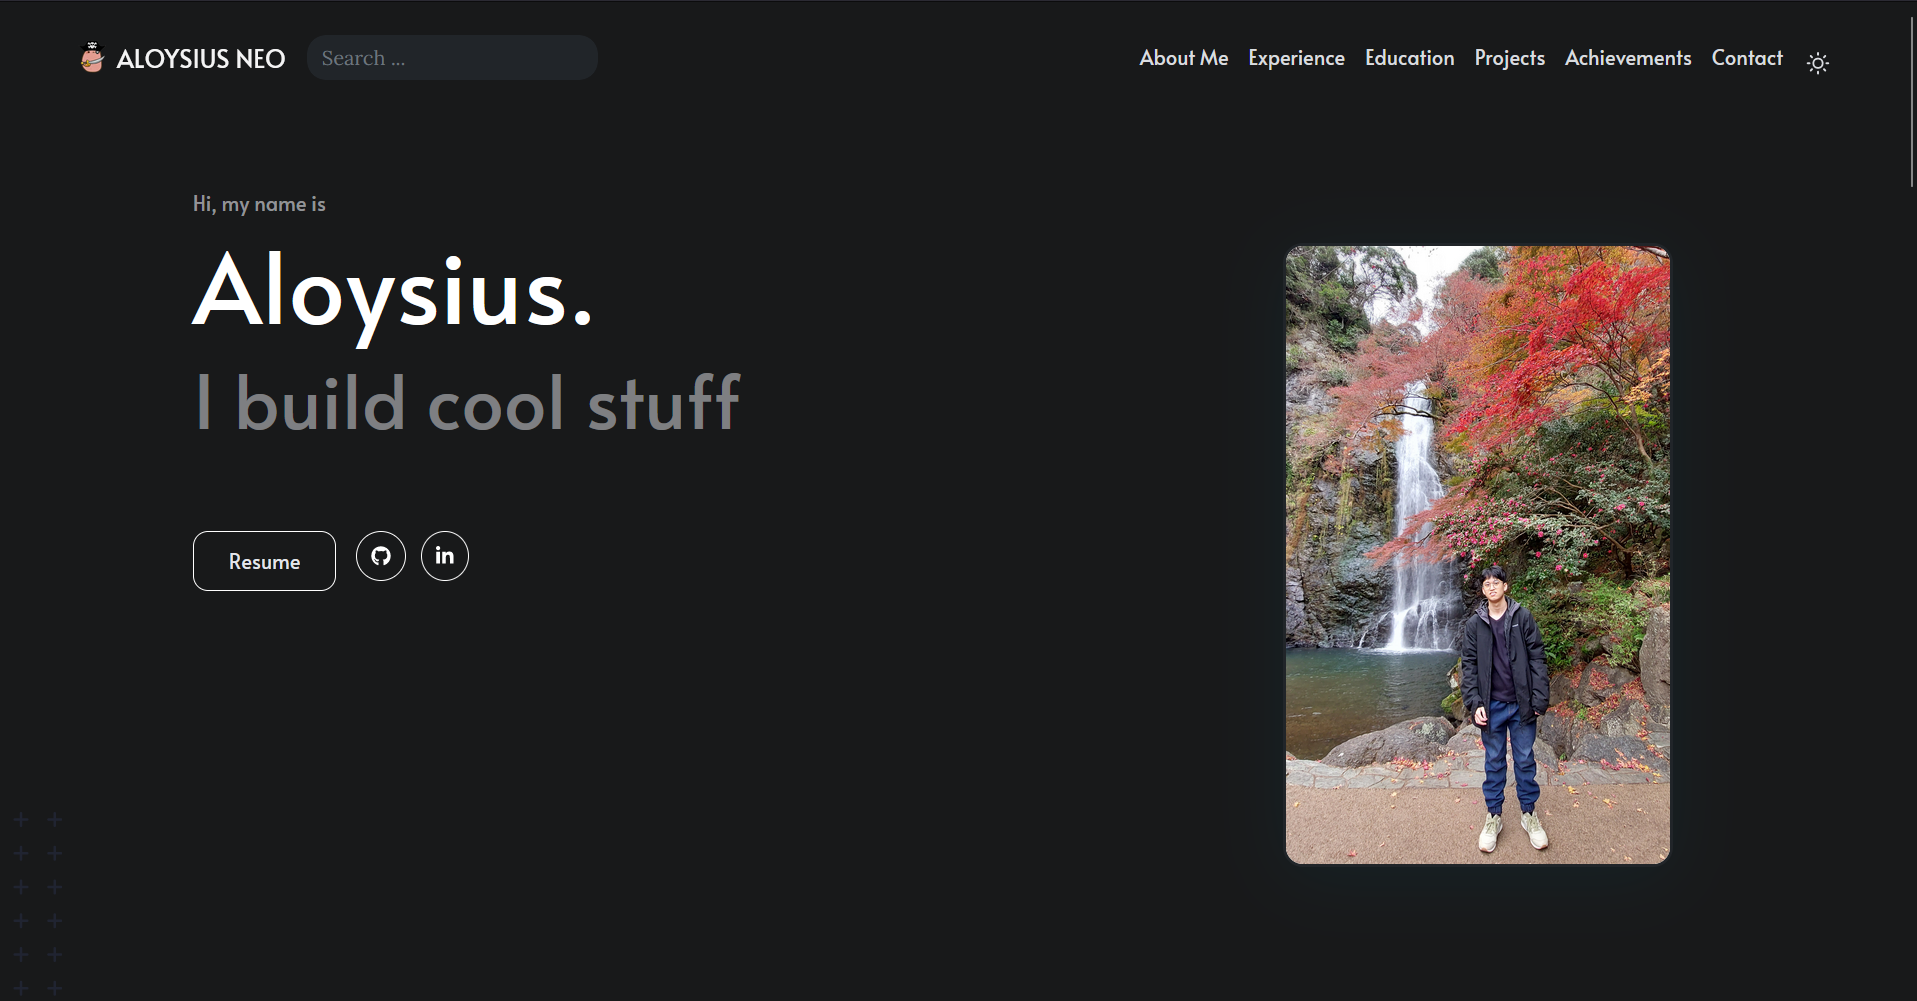 ALOYSIUS NEO
Search ...
About Me
Experience
Education
Projects
Achievements
Contact
Hi, my name is
Aloysius.
I build cool stuff
Resume
in